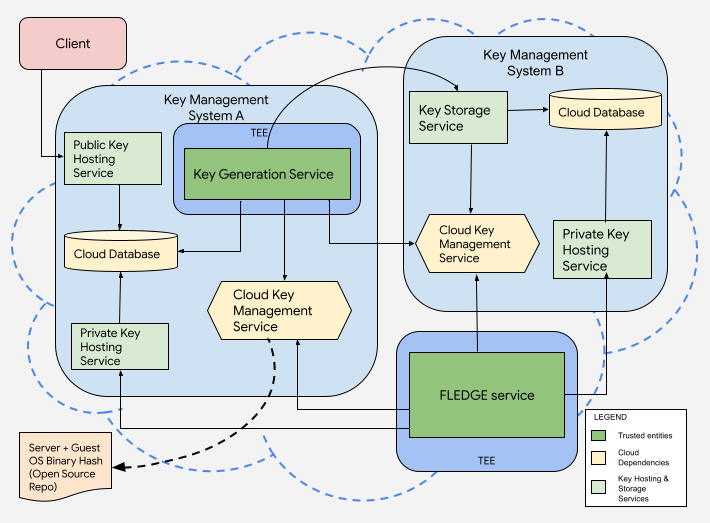 Client
Key Management
System A
TEE
Key Generation Service
Public Key
Hosting
Service
Cloud Database
Private Key
Hosting
Service
Cloud Key
Management
Service
Key Management
System B
Key Storage
Service
Cloud Database
Cloud Key
Management
Service
Private Key
Hosting
Service
FLEDGE service
TEE
Server + Guest
OS Binary Hash
(Open Source
Repo)
LEGEND
Trusted entities
Cloud
Dependencies
Key Hosting &
Storage
Services